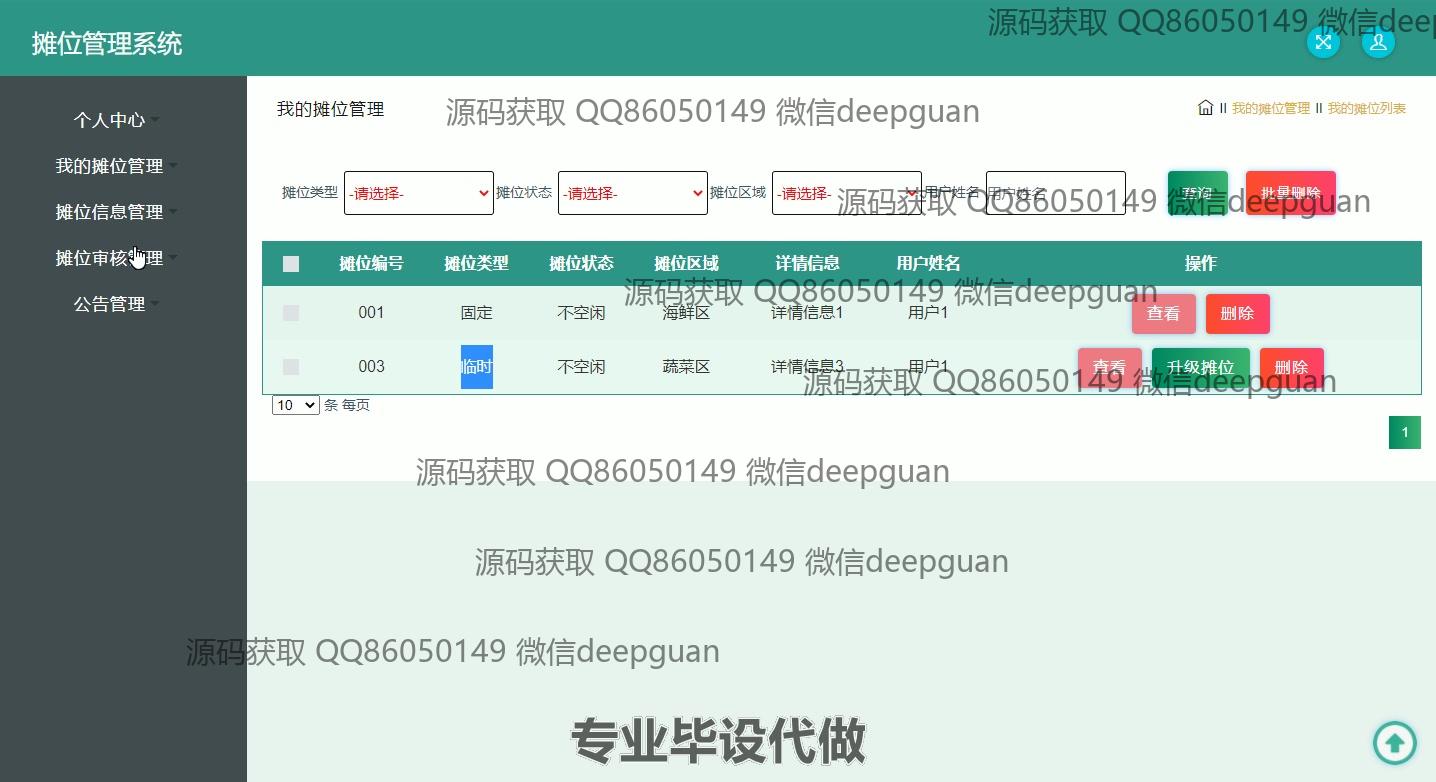 源码获取 QQ86050149 微信deep
摊位管理系统
个人中心
我的摊位管理
摊位信息管理
摊位审核管理
公告管理
我的摊位管理
源码获取 QQ86050149 微信deepguan
我的摊位管理 我的摊位列表
摊位类型 -请选择- 摊位状态 -请选择- 摊位区域 -请选择- 用户姓名 用户姓名 查询 批量删除
源码获取 QQ86050149 微信deepguan
摊位编号 摊位类型 摊位状态 摊位区域 详情信息 用户姓名 操作
源码获取 QQ86050149 微信deepguan
001 固定 不空闲 海鲜区 详情信息1 用户1 查看 删除
003 临时 不空闲 蔬菜区 详情信息3 用户1 查看 升级摊位 删除
源码获取 QQ86050149 微信deepguan
10 条 每页
1
源码获取 QQ86050149 微信deepguan
源码获取 QQ86050149 微信deepguan
源码获取 QQ86050149 微信deepguan
专业毕设代做